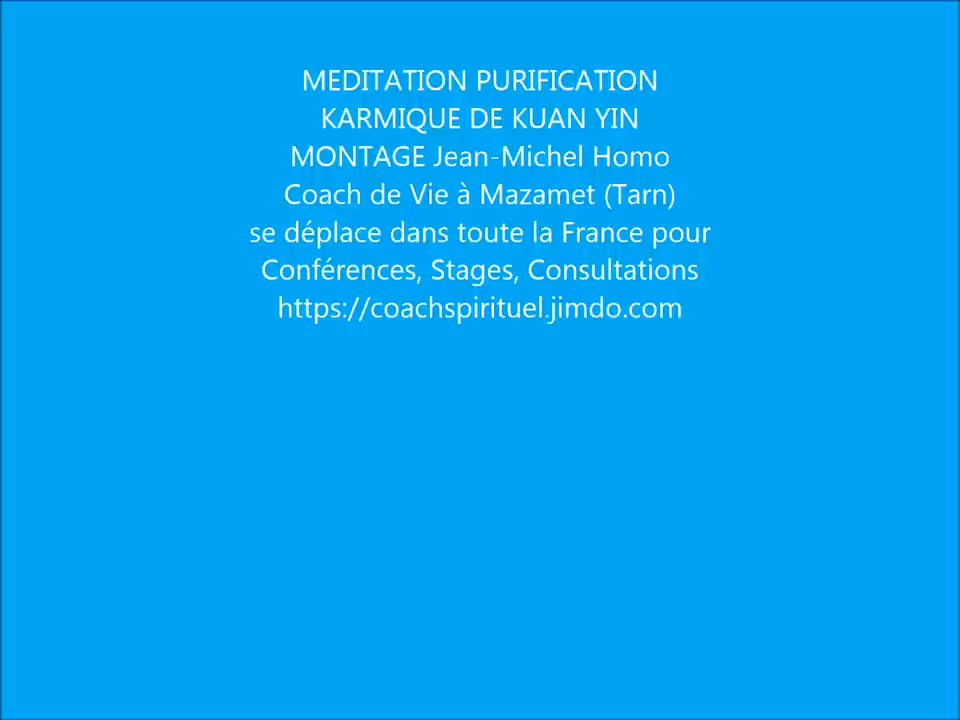 MEDITATION PURIFICATION
KARMIQUE DE KUAN YIN
MONTAGE Jean-Michel Homo
Coach de Vie à Mazamet (Tarn)
se déplace dans toute la France pour
Conférences, Stages, Consultations
https://coachspirituel.jimdo.com